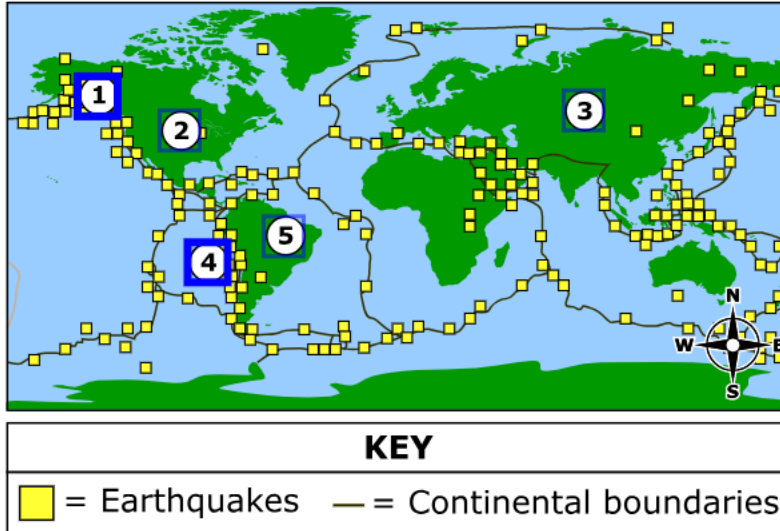 1
2
3
4
5
N
W E
S
KEY
= Earthquakes — = Continental boundaries